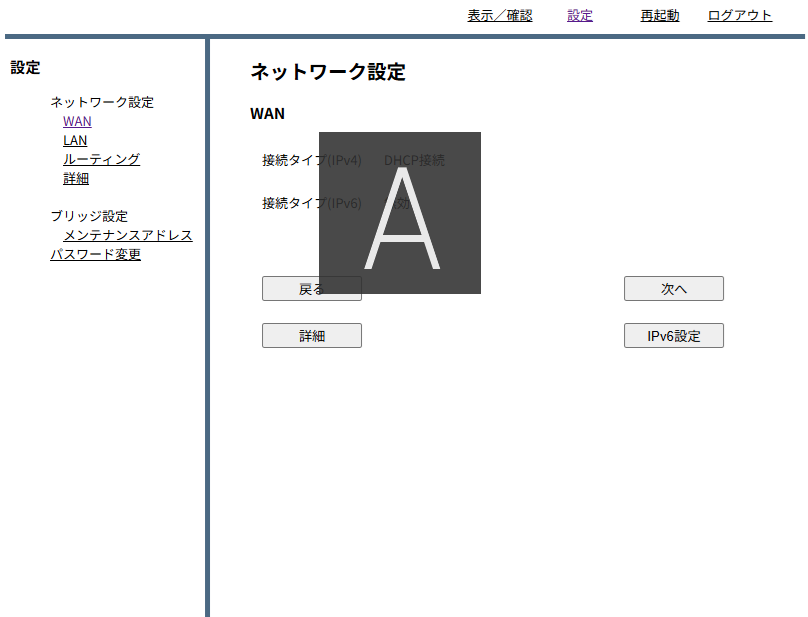 表示／確認 設定 再起動 ログアウト
設定
ネットワーク設定
WAN
LAN
ルーティング
詳細
ブリッジ設定
メンテナンスアドレス
パスワード変更
ネットワーク設定
WAN
接続タイプ(IPv4) DHCP接続
接続タイプ(IPv6)
A
戻る 次へ
詳細 IPv6設定